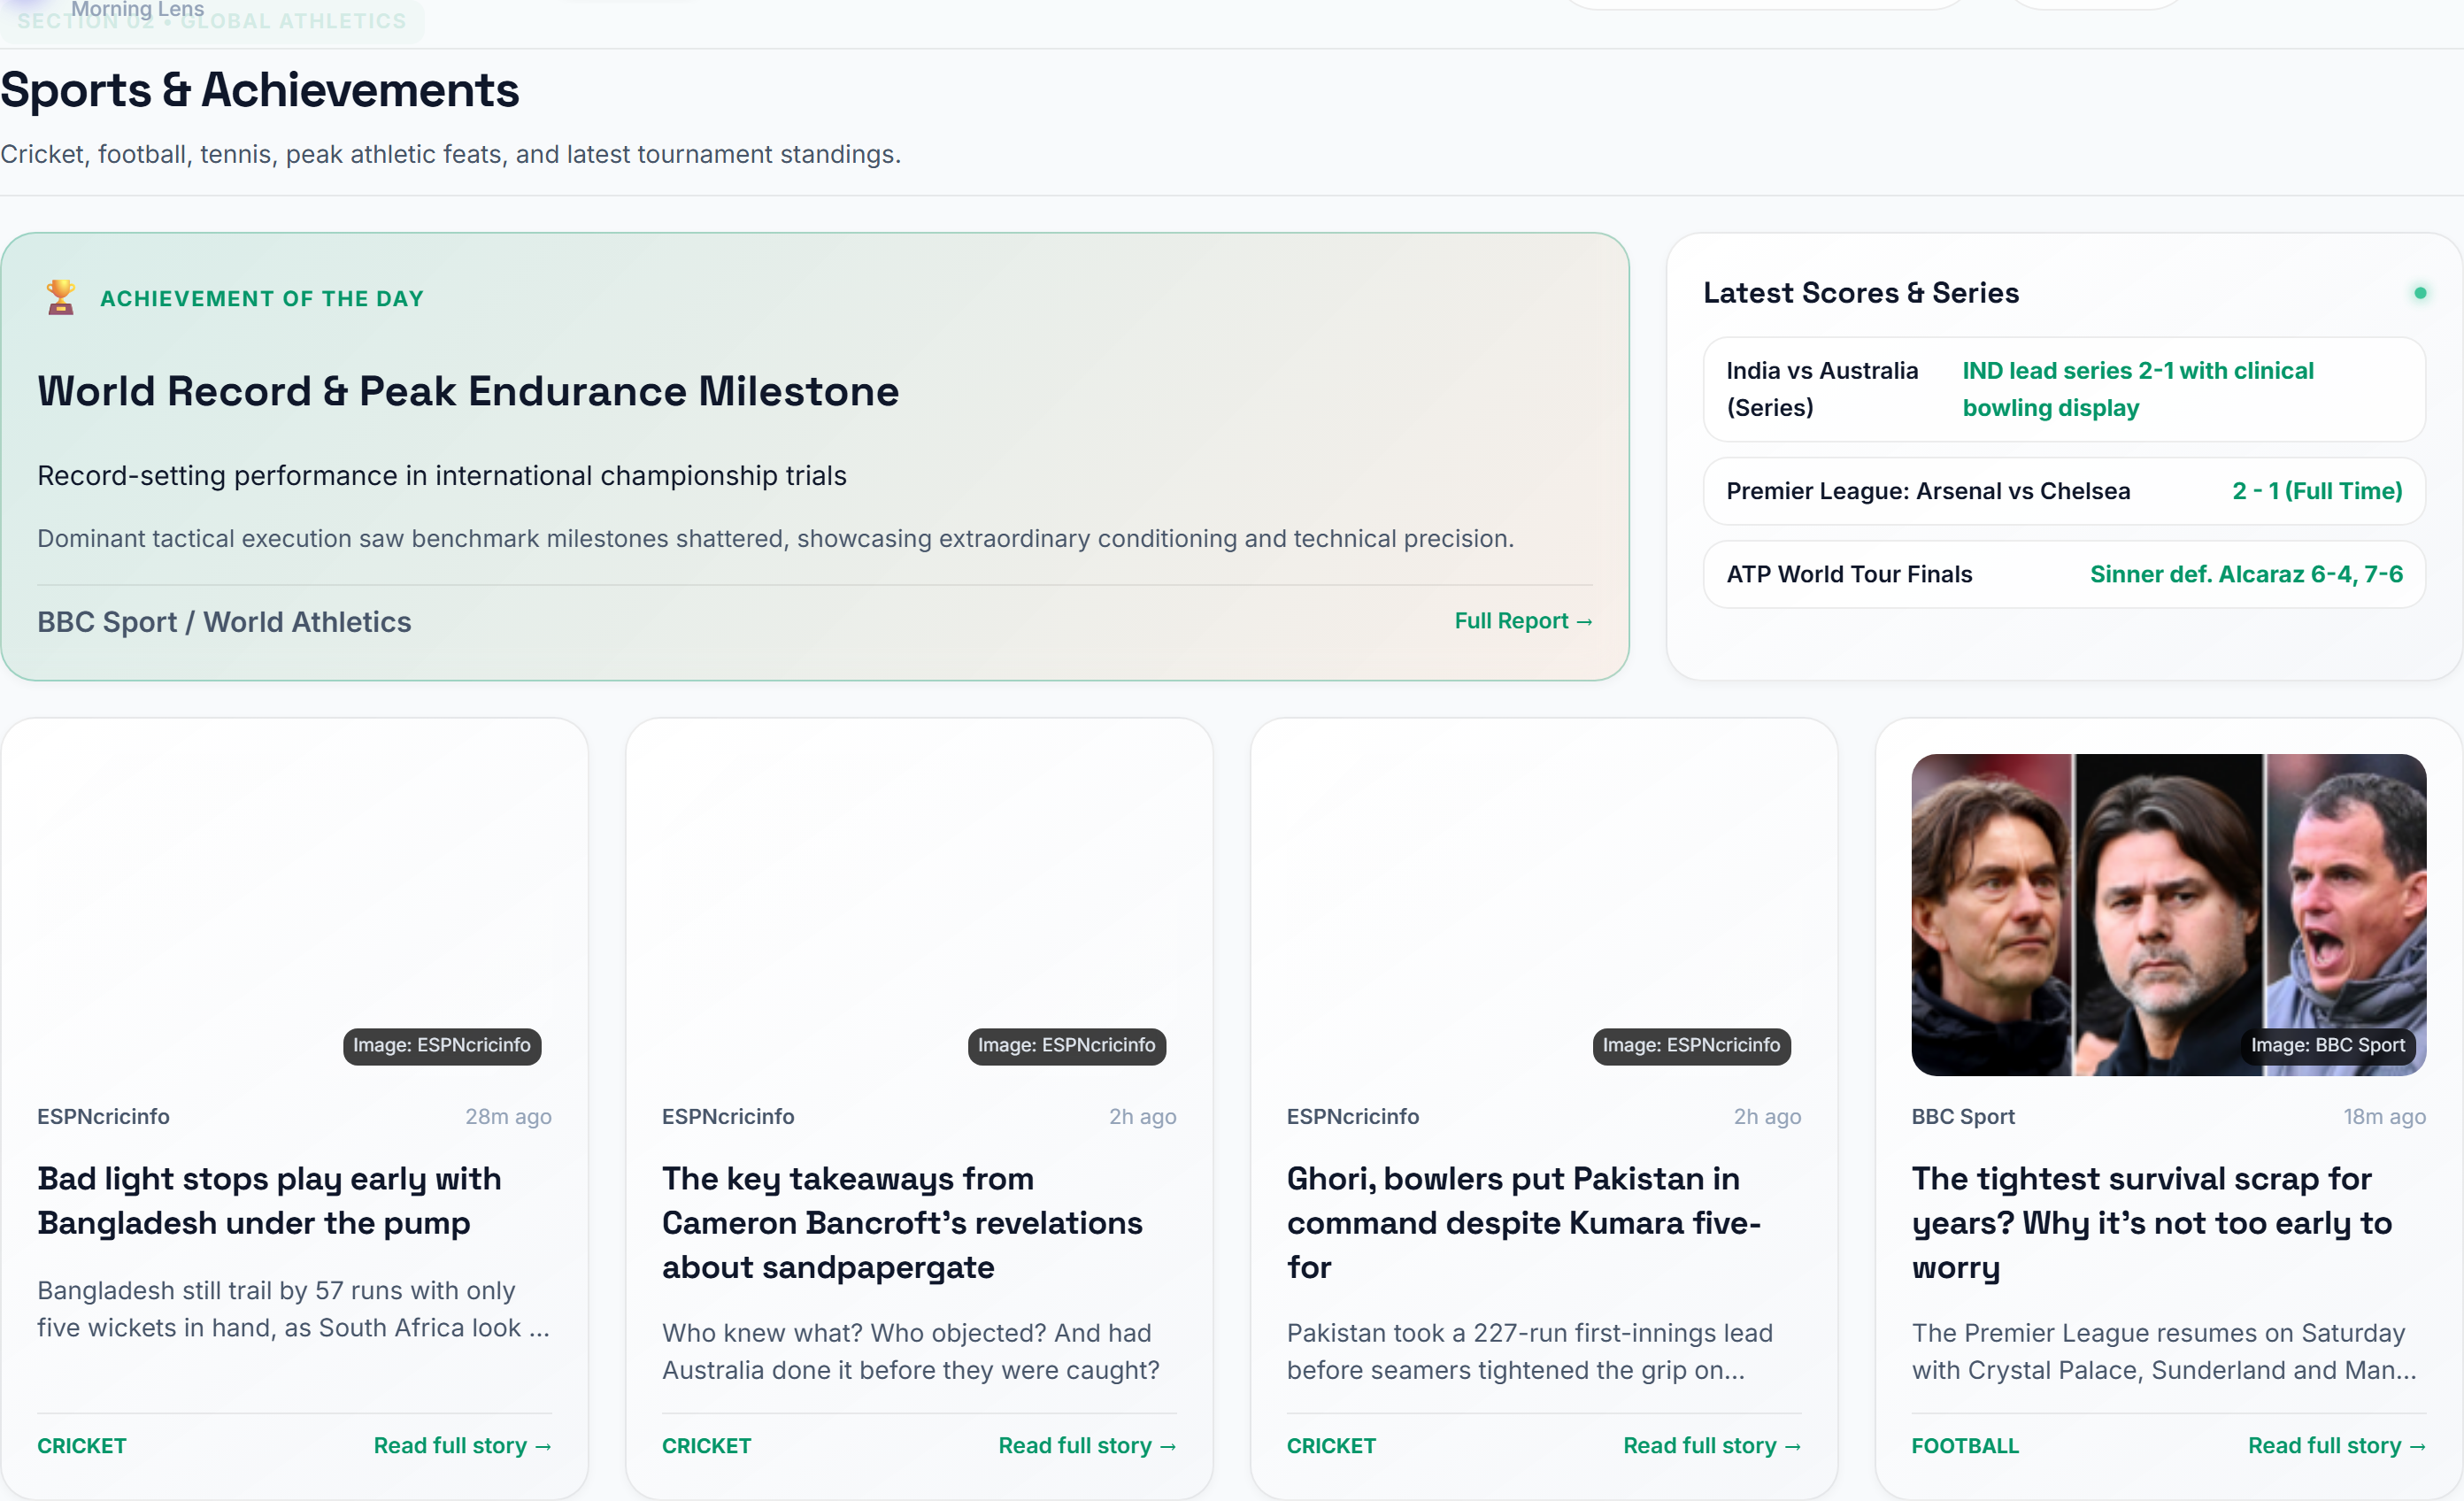 Morning Lens
SECTION 02 • GLOBAL ATHLETICS
Sports & Achievements
Cricket, football, tennis, peak athletic feats, and latest tournament standings.
🏆 ACHIEVEMENT OF THE DAY
World Record & Peak Endurance Milestone
Record-setting performance in international championship trials
Dominant tactical execution saw benchmark milestones shattered, showcasing extraordinary conditioning and technical precision.
BBC Sport / World Athletics
Full Report →
Latest Scores & Series
India vs Australia
(Series)
IND lead series 2-1 with clinical
bowling display
Premier League: Arsenal vs Chelsea
2 - 1 (Full Time)
ATP World Tour Finals
Sinner def. Alcaraz 6-4, 7-6
Image: ESPNcricinfo
ESPNcricinfo
28m ago
Bad light stops play early with
Bangladesh under the pump
Bangladesh still trail by 57 runs with only
five wickets in hand, as South Africa look ...
CRICKET
Read full story →
Image: ESPNcricinfo
ESPNcricinfo
2h ago
The key takeaways from
Cameron Bancroft's revelations
about sandpapergate
Who knew what? Who objected? And had
Australia done it before they were caught?
CRICKET
Read full story →
Image: ESPNcricinfo
ESPNcricinfo
2h ago
Ghori, bowlers put Pakistan in
command despite Kumara five-
for
Pakistan took a 227-run first-innings lead
before seamers tightened the grip on...
CRICKET
Read full story →
Image: BBC Sport
BBC Sport
18m ago
The tightest survival scrap for
years? Why it's not too early to
worry
The Premier League resumes on Saturday
with Crystal Palace, Sunderland and Man...
FOOTBALL
Read full story →